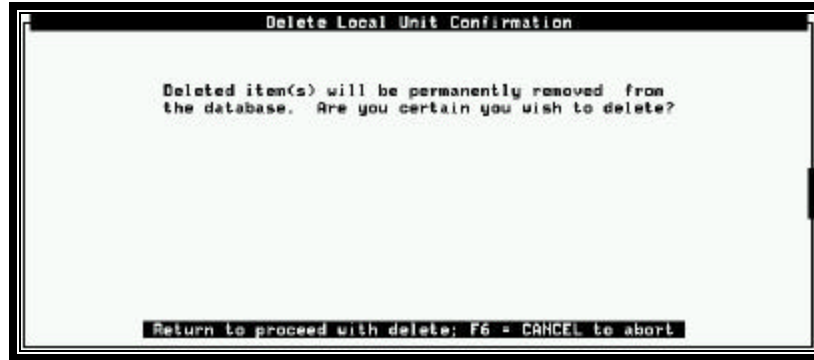 Delete Local Unit Confirmation
Deleted item(s) will be permanently removed from
the database. Are you certain you wish to delete?
Return to proceed with delete; F6 = CANCEL to abort